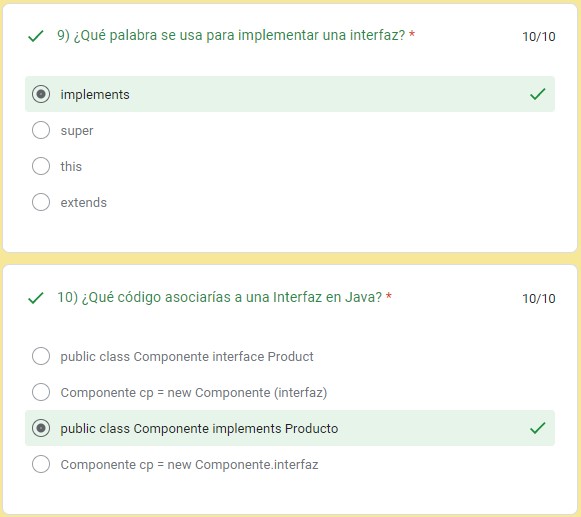 9) ¿Qué palabra se usa para implementar una interfaz? * 10/10
implements
super
this
extends
10) ¿Qué código asociarías a una Interfaz en Java? * 10/10
public class Componente interface Product
Componente cp = new Componente (interfaz)
public class Componente implements Producto
Componente cp = new Componente.interfaz